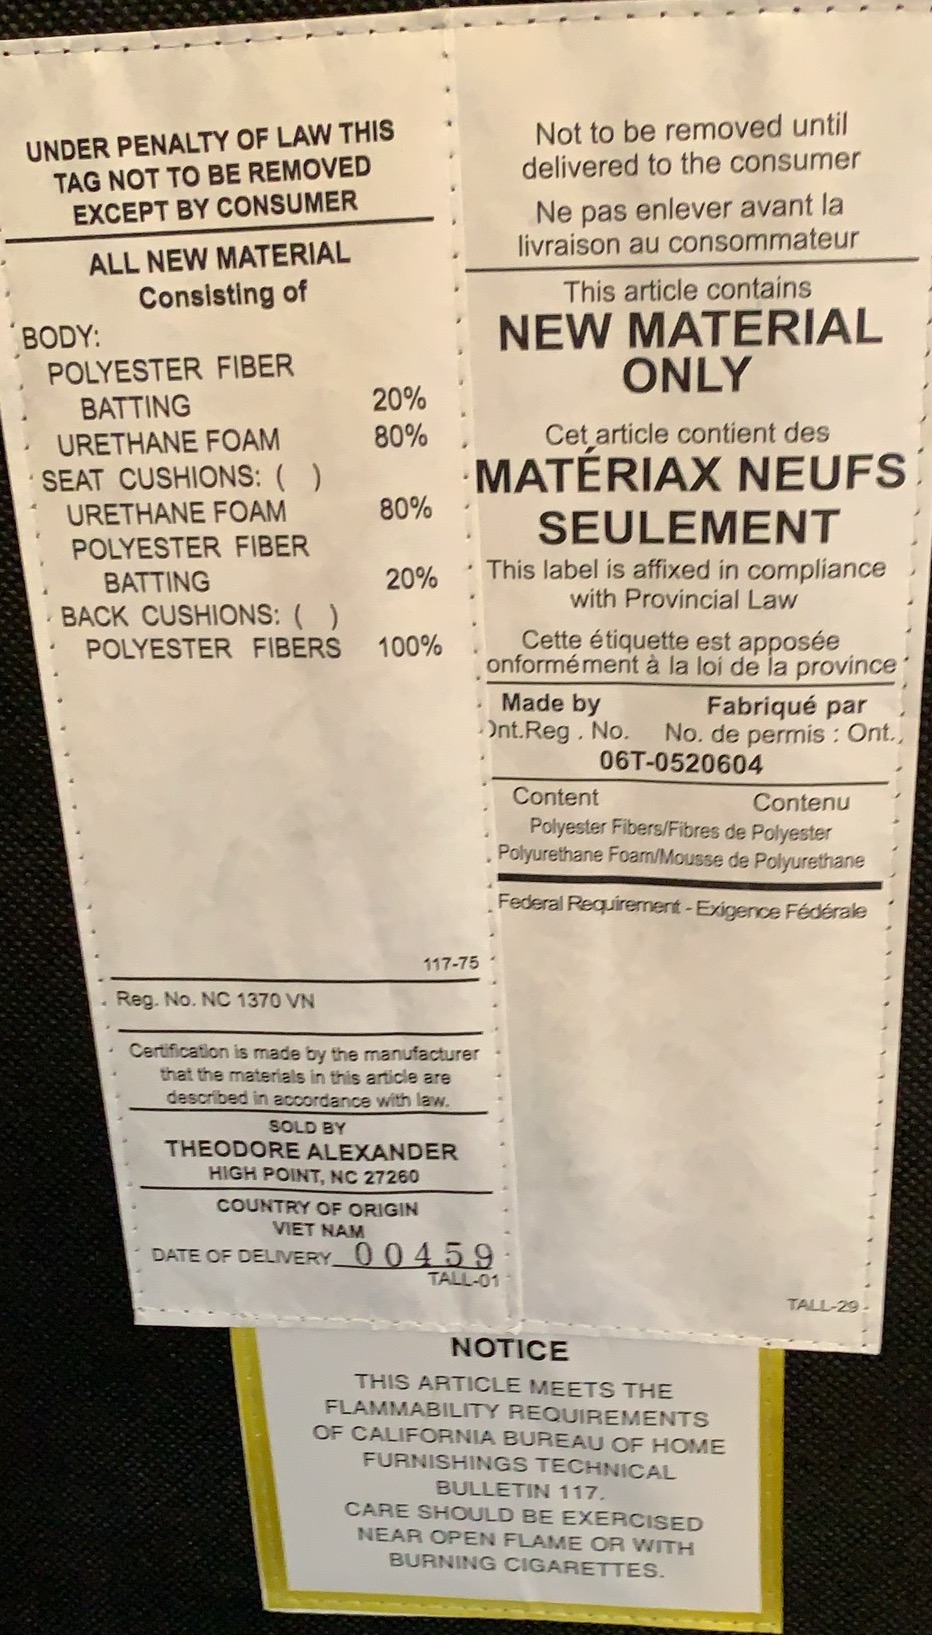 UNDER PENALTY OF LAW THIS
TAG NOT TO BE REMOVED
EXCEPT BY CONSUMER
ALL NEW MATERIAL
Consisting of
BODY:
POLYESTER FIBER
BATTING 20%
URETHANE FOAM 80%
SEAT CUSHIONS: ( )
URETHANE FOAM 80%
POLYESTER FIBER
BATTING 20%
BACK CUSHIONS: ( )
POLYESTER FIBERS 100%
117-75
Reg. No. NC 1370 VN
Certification is made by the manufacturer
that the materials in this article are
described in accordance with law.
SOLD BY
THEODORE ALEXANDER
HIGH POINT, NC 27260
COUNTRY OF ORIGIN
VIET NAM
DATE OF DELIVERY 00459
TALL-01
Not to be removed until
delivered to the consumer
Ne pas enlever avant la
livraison au consommateur
This article contains
NEW MATERIAL
ONLY
Cet article contient des
MATÉRIAX NEUFS
SEULEMENT
This label is affixed in compliance
with Provincial Law
Cette étiquette est apposée
onformément à la loi de la province
Made by Fabriqué par
Ont.Reg . No. No. de permis : Ont.,
06T-0520604
Content Contenu
Polyester Fibers/Fibres de Polyester
Polyurethane Foam/Mousse de Polyurethane
Federal Requirement - Exigence Fédérale
TALL-29
NOTICE
THIS ARTICLE MEETS THE
FLAMMABILITY REQUIREMENTS
OF CALIFORNIA BUREAU OF HOME
FURNISHINGS TECHNICAL
BULLETIN 117.
CARE SHOULD BE EXERCISED
NEAR OPEN FLAME OR WITH
BURNING CIGARETTES.